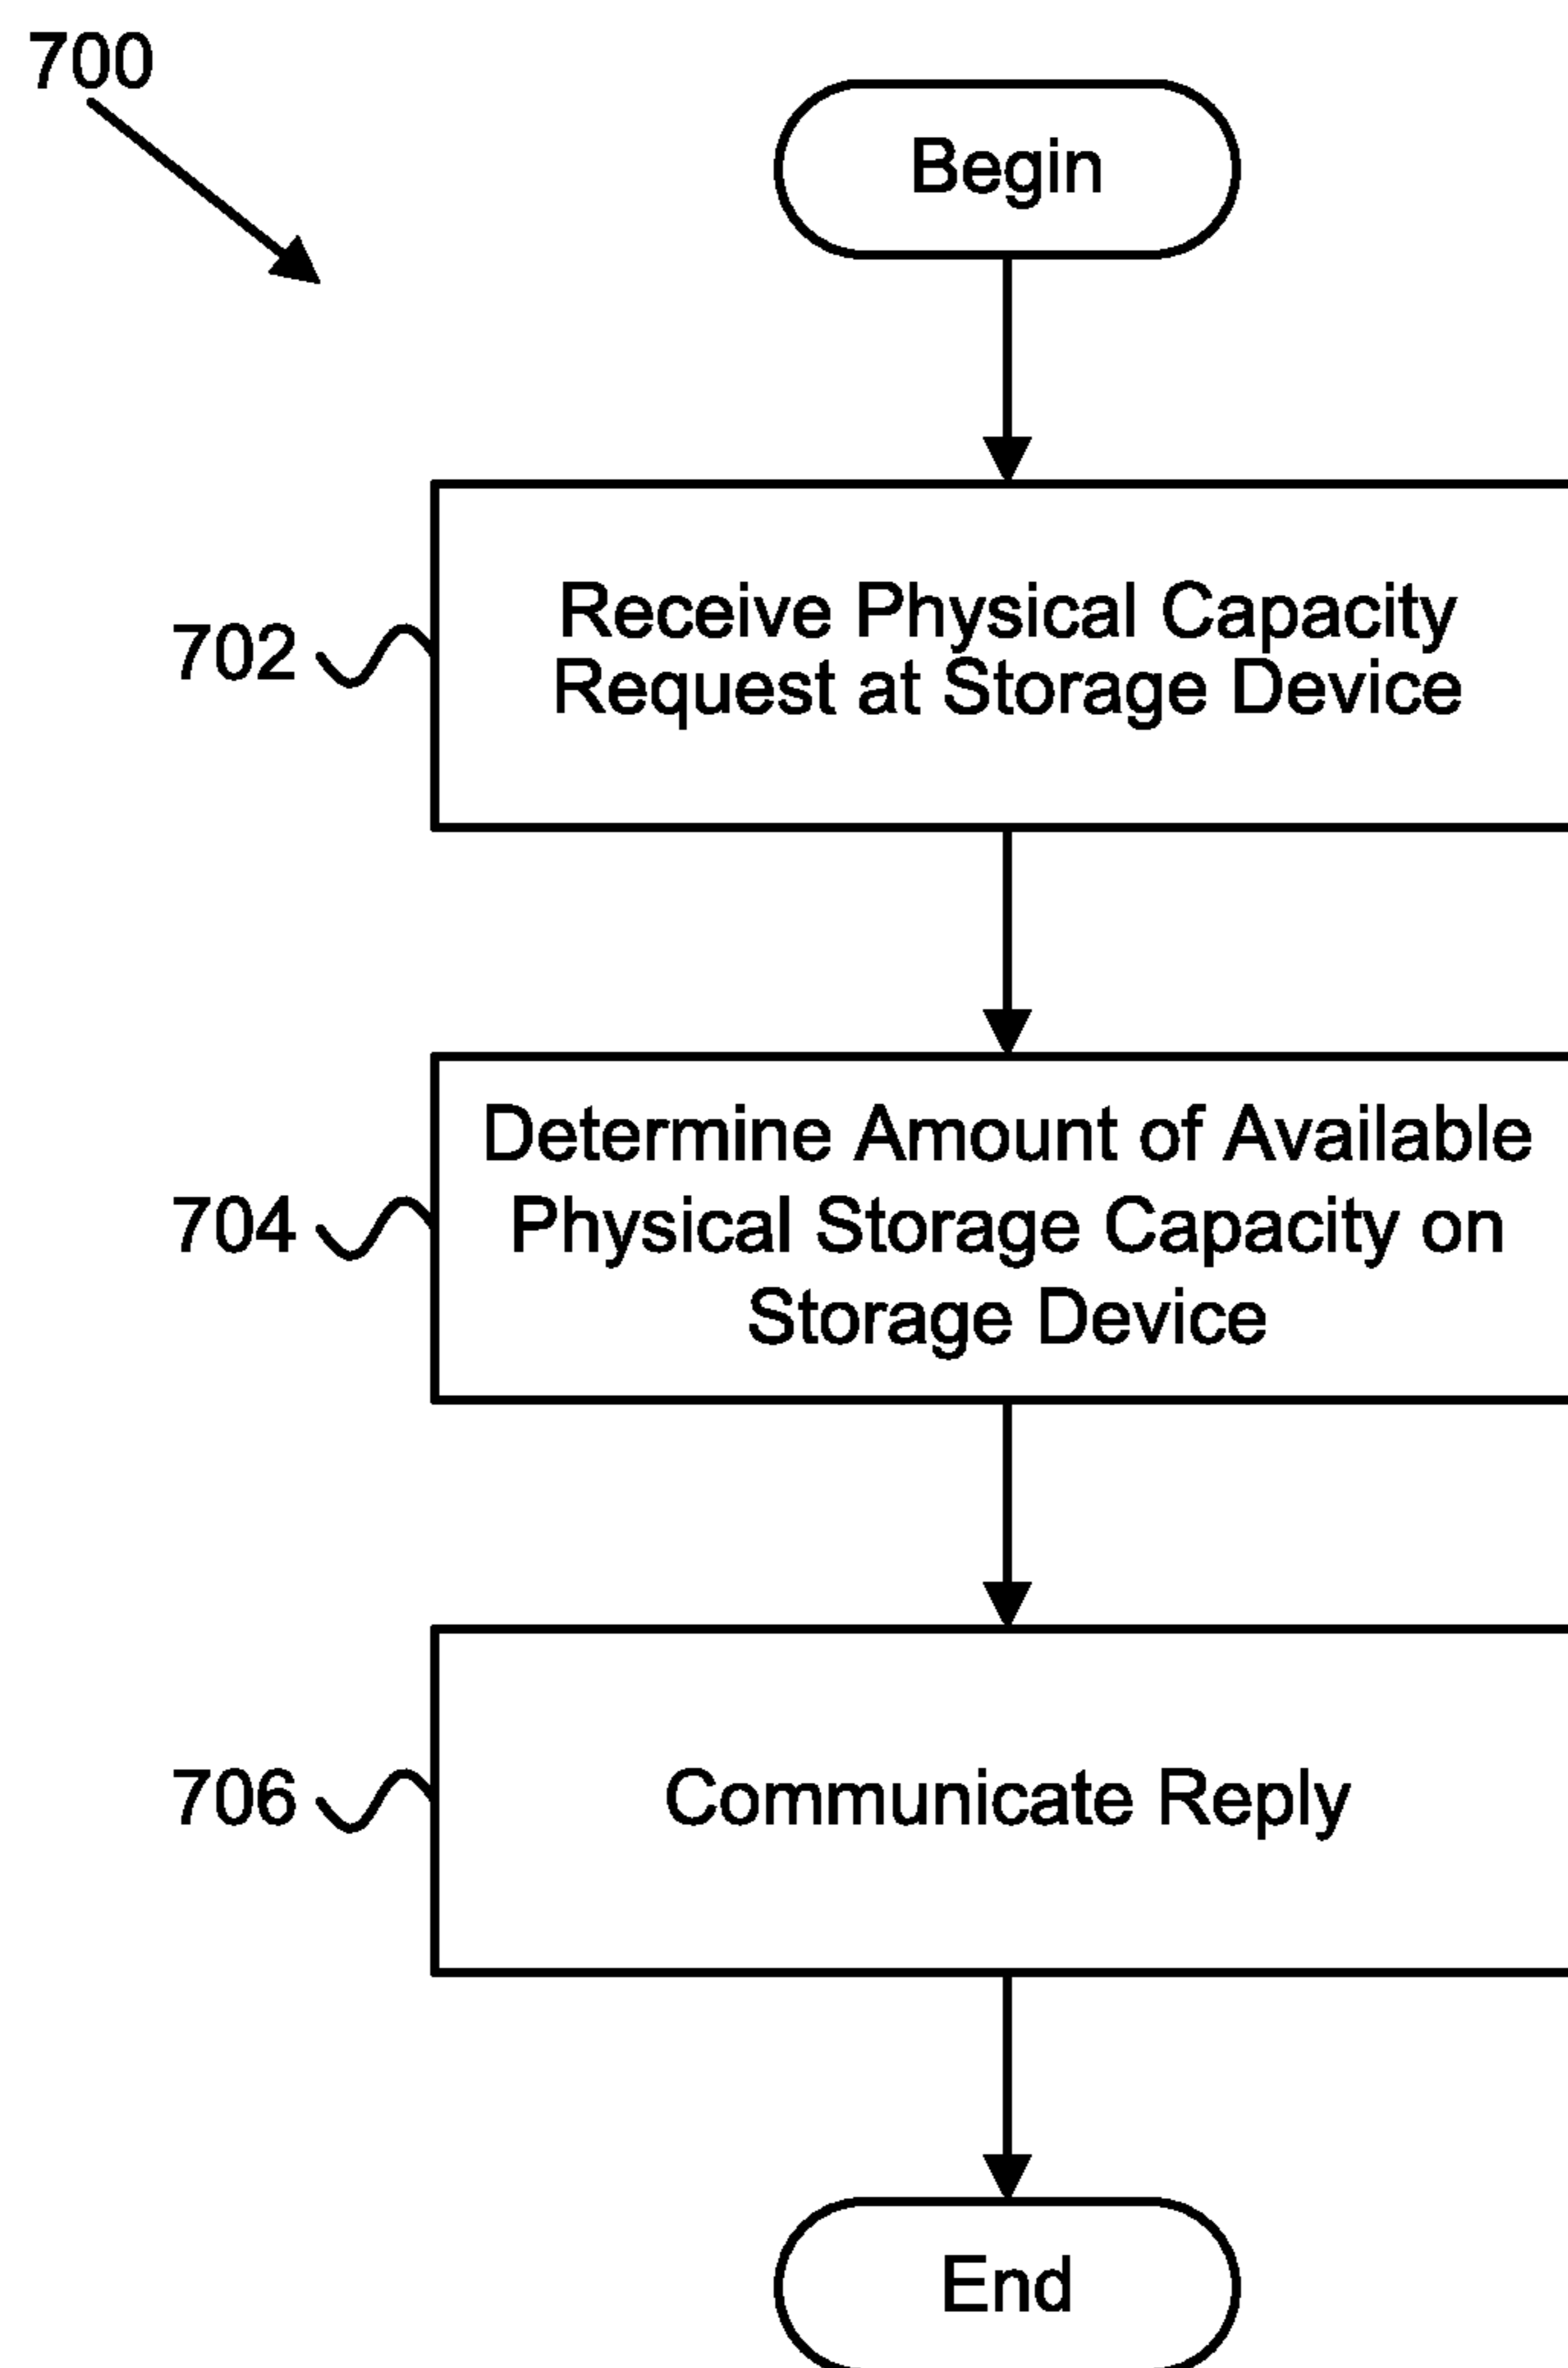 700
Begin
702
Receive Physical Capacity
Request at Storage Device
704
Determine Amount of Available
Physical Storage Capacity on
Storage Device
706
Communicate Reply
End